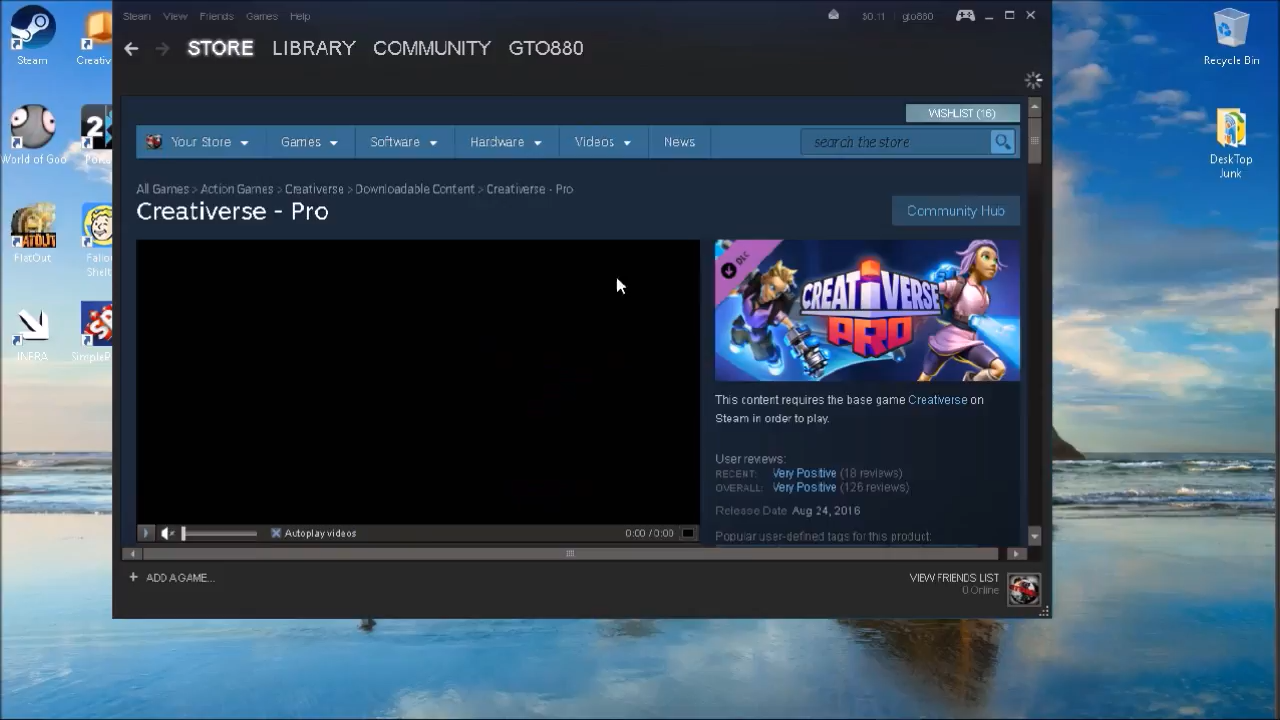 Steam View Friends Games Help
$0.11 gto880
STORE LIBRARY COMMUNITY GTO880
WISHLIST (16)
Your Store Games Software Hardware Videos News
search the store
All Games > Action Games > Creativerse > Downloadable Content > Creativerse - Pro
Creativerse - Pro
Community Hub
DLC
CREATIVERSE
PRO
This content requires the base game Creativerse on
Steam in order to play.
User reviews:
RECENT: Very Positive (18 reviews)
OVERALL: Very Positive (126 reviews)
Release Date Aug 24, 2016
Popular user-defined tags for this product:
Autoplay videos
0:00 / 0:00
+ ADD A GAME...
VIEW FRIENDS LIST
0 Online
Steam
Creativ
World of Goo
FlatOut
Fallou
Shelt
INFRA
SimpleP
Recycle Bin
DeskTop
Junk